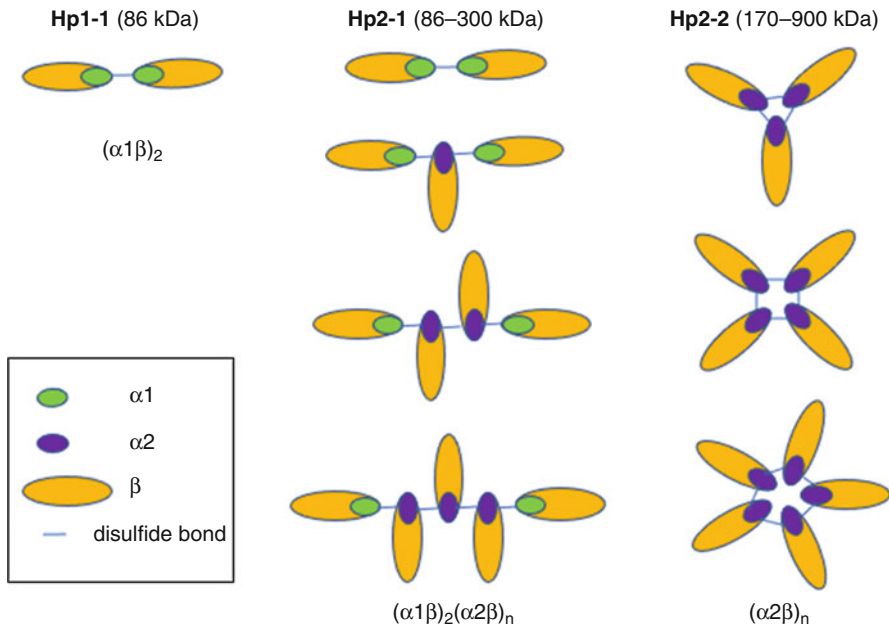 Hp1-1 (86 kDa)
Hp2-1 (86–300 kDa)
Hp2-2 (170–900 kDa)
(α1β)₂
α1
α2
β
disulfide bond
(α1β)₂(α2β)ₙ
(α2β)ₙ